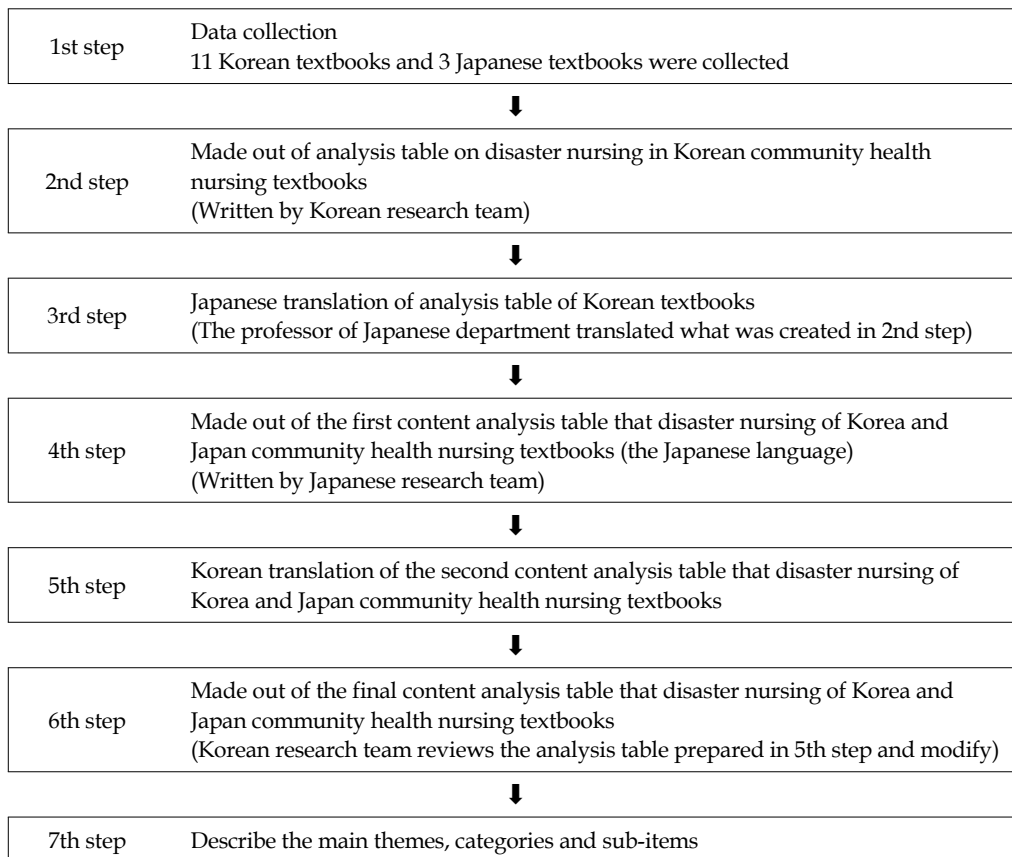 1st step
Data collection
11 Korean textbooks and 3 Japanese textbooks were collected
2nd step
Made out of analysis table on disaster nursing in Korean community health
nursing textbooks
(Written by Korean research team)
3rd step
Japanese translation of analysis table of Korean textbooks
(The professor of Japanese department translated what was created in 2nd step)
4th step
Made out of the first content analysis table that disaster nursing of Korea and
Japan community health nursing textbooks (the Japanese language)
(Written by Japanese research team)
5th step
Korean translation of the second content analysis table that disaster nursing of
Korea and Japan community health nursing textbooks
6th step
Made out of the final content analysis table that disaster nursing of Korea and
Japan community health nursing textbooks
(Korean research team reviews the analysis table prepared in 5th step and modify)
7th step
Describe the main themes, categories and sub-items